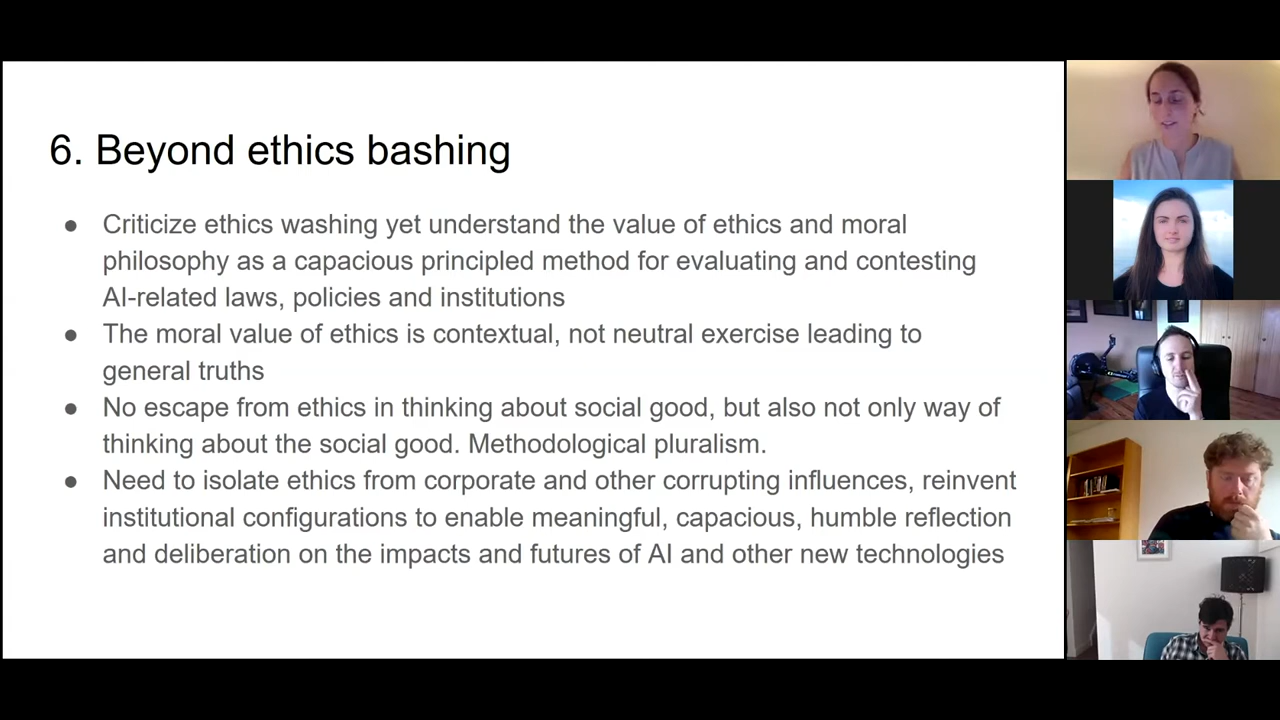 6. Beyond ethics bashing
● Criticize ethics washing yet understand the value of ethics and moral
philosophy as a capacious principled method for evaluating and contesting
AI-related laws, policies and institutions
● The moral value of ethics is contextual, not neutral exercise leading to
general truths
● No escape from ethics in thinking about social good, but also not only way of
thinking about the social good. Methodological pluralism.
● Need to isolate ethics from corporate and other corrupting influences, reinvent
institutional configurations to enable meaningful, capacious, humble reflection
and deliberation on the impacts and futures of AI and other new technologies